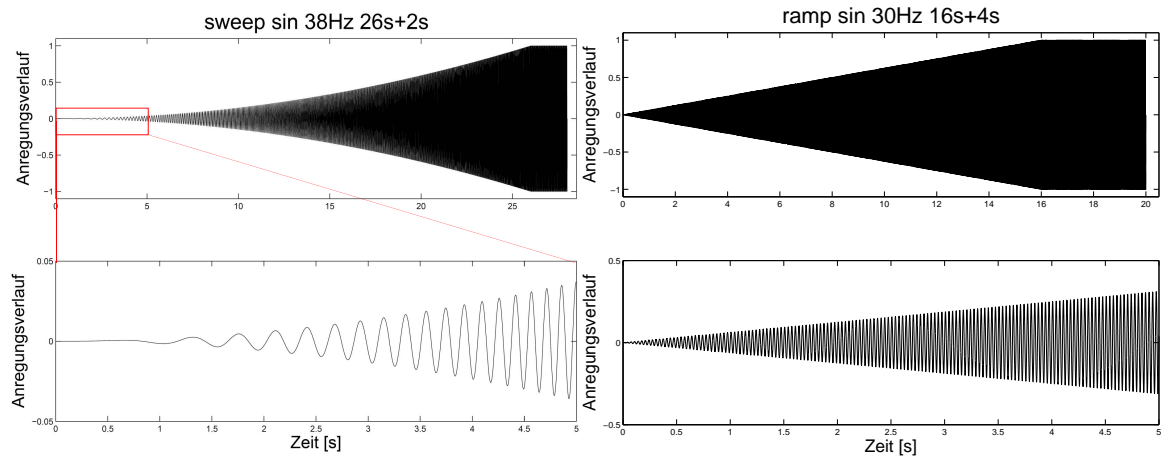 sweep sin 38Hz 26s+2s
Anregungsverlauf
1
0.5
0
−0.5
−1
0 5 10 15 20 25
Anregungsverlauf
0.05
0
−0.05
0 0.5 1 1.5 2 2.5 3 3.5 4 4.5 5
Zeit [s]
ramp sin 30Hz 16s+4s
Anregungsverlauf
1
0.5
0
−0.5
−1
0 2 4 6 8 10 12 14 16 18 20
Anregungsverlauf
0.5
0
−0.5
0 0.5 1 1.5 2 2.5 3 3.5 4 4.5 5
Zeit [s]